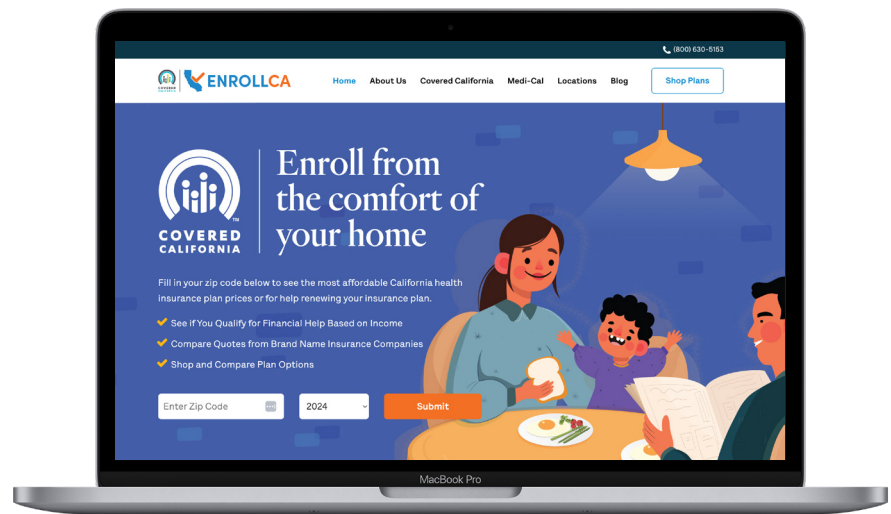 (800) 630-5153
ENROLLCA
Home About Us Covered California Medi-Cal Locations Blog Shop Plans
COVERED
CALIFORNIA
TM
Enroll from
the comfort of
your home
Fill in your zip code below to see the most affordable California health
insurance plan prices or for help renewing your insurance plan.
See if You Qualify for Financial Help Based on Income
Compare Quotes from Brand Name Insurance Companies
Shop and Compare Plan Options
Enter Zip Code 2024 Submit
MacBook Pro